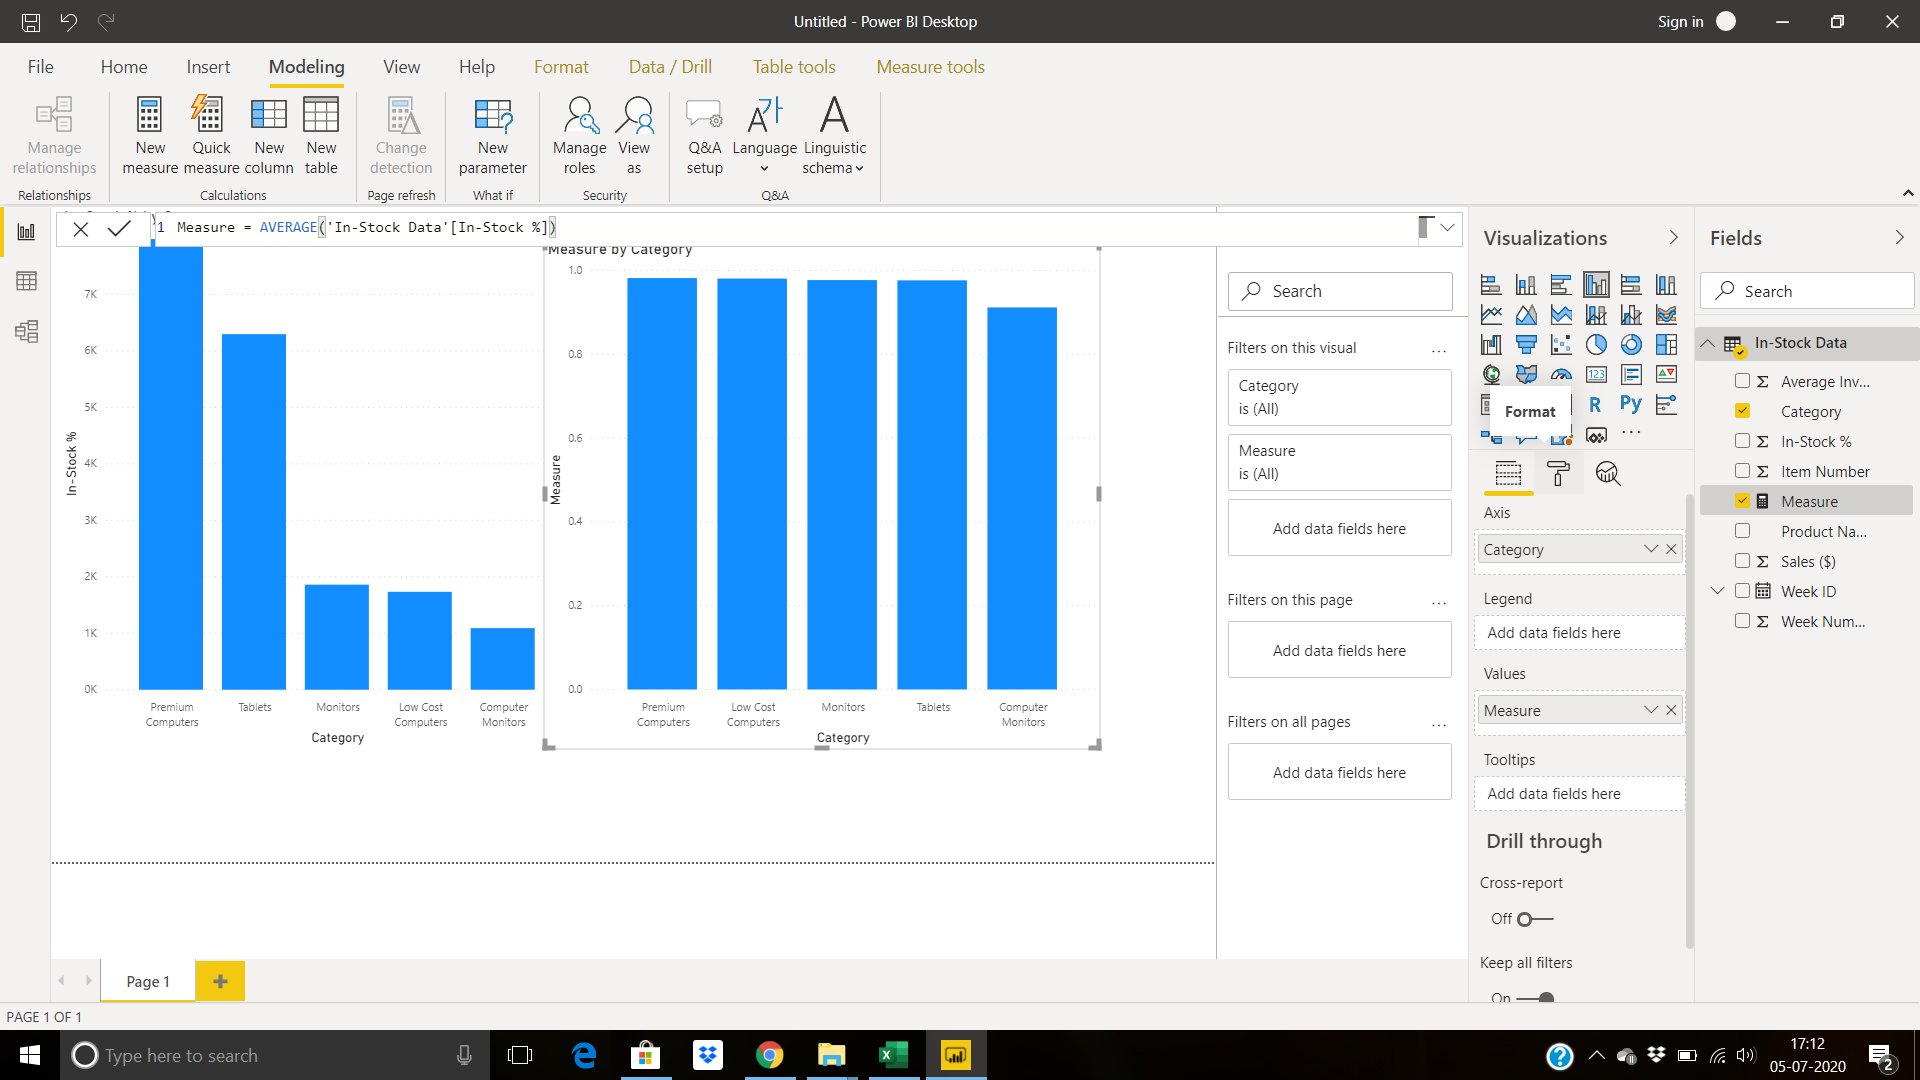 Untitled - Power BI Desktop
Sign in
File Home Insert Modeling View Help Format Data / Drill Table tools Measure tools
Manage relationships
New measure
Quick measure
New column
New table
Change detection
New parameter
Manage roles
View as
Q&A setup
Language
Linguistic schema
Relationships
Calculations
Page refresh
What if
Security
Q&A
1 Measure = AVERAGE('In-Stock Data'[In-Stock %])
In-Stock %
7K
6K
5K
4K
3K
2K
1K
0K
Premium Computers
Tablets
Monitors
Low Cost Computers
Computer Monitors
Category
Measure by Category
Measure
1.0
0.8
0.6
0.4
0.2
0.0
Premium Computers
Low Cost Computers
Monitors
Tablets
Computer Monitors
Category
Search
Filters on this visual
...
Category
is (All)
Measure
is (All)
Add data fields here
Filters on this page
...
Add data fields here
Filters on all pages
...
Add data fields here
Visualizations
123
R
Py
Format
...
Axis
Category
Legend
Add data fields here
Values
Measure
Tooltips
Add data fields here
Drill through
Cross-report
Off
Keep all filters
On
Fields
Search
In-Stock Data
Average Inv...
Category
In-Stock %
Item Number
Measure
Product Na...
Sales ($)
Week ID
Week Num...
Page 1
PAGE 1 OF 1
Type here to search
17:12
05-07-2020
2